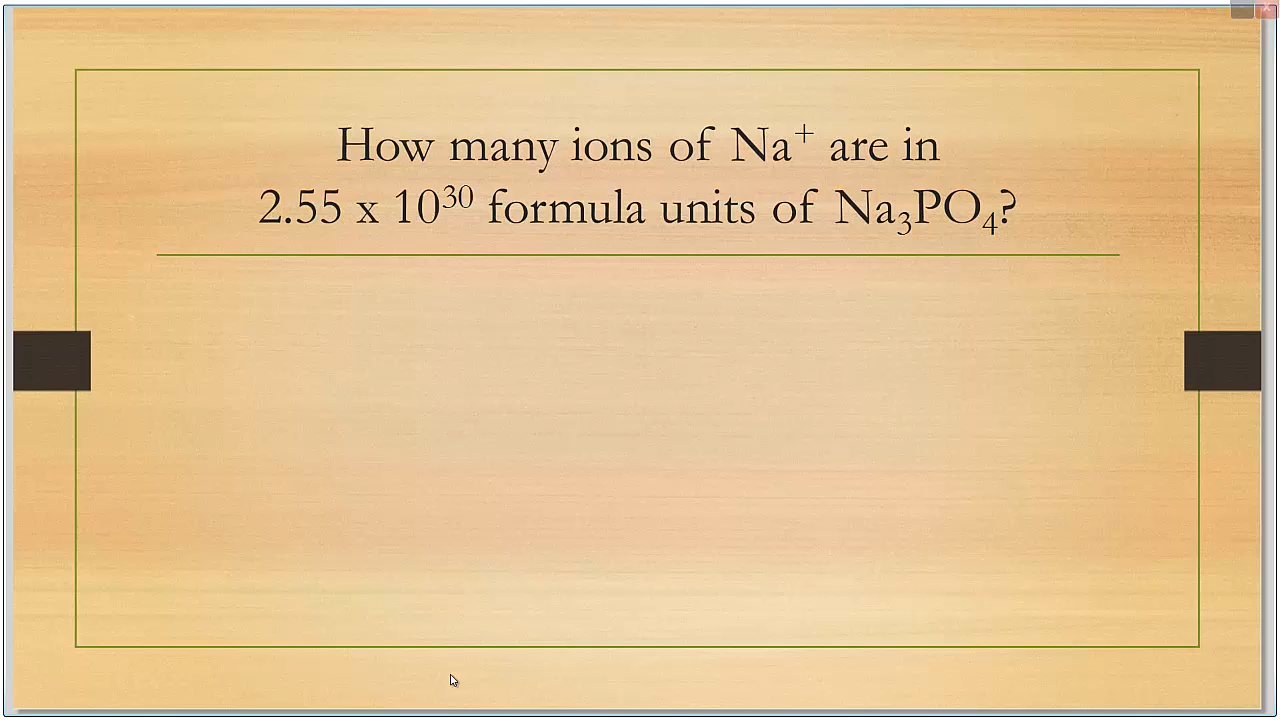 How many ions of Na⁺ are in
2.55 x 10³⁰ formula units of Na₃PO₄?